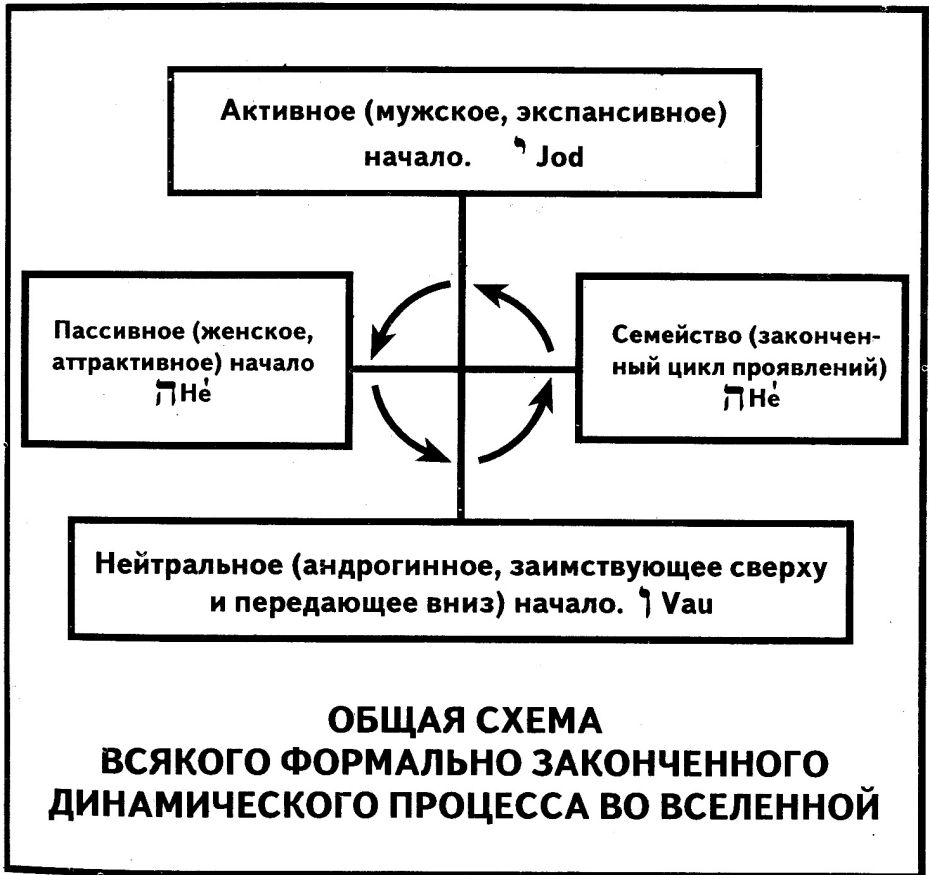 Активное (мужское, экспансивное)
начало. י Jod
Пассивное (женское,
аттрактивное) начало
ה Hé
Семейство (закончен-
ный цикл проявлений)
ה Hé
Нейтральное (андрогинное, заимствующее сверху
и передающее вниз) начало. ו Vau
ОБЩАЯ СХЕМА
ВСЯКОГО ФОРМАЛЬНО ЗАКОНЧЕННОГО
ДИНАМИЧЕСКОГО ПРОЦЕССА ВО ВСЕЛЕННОЙ